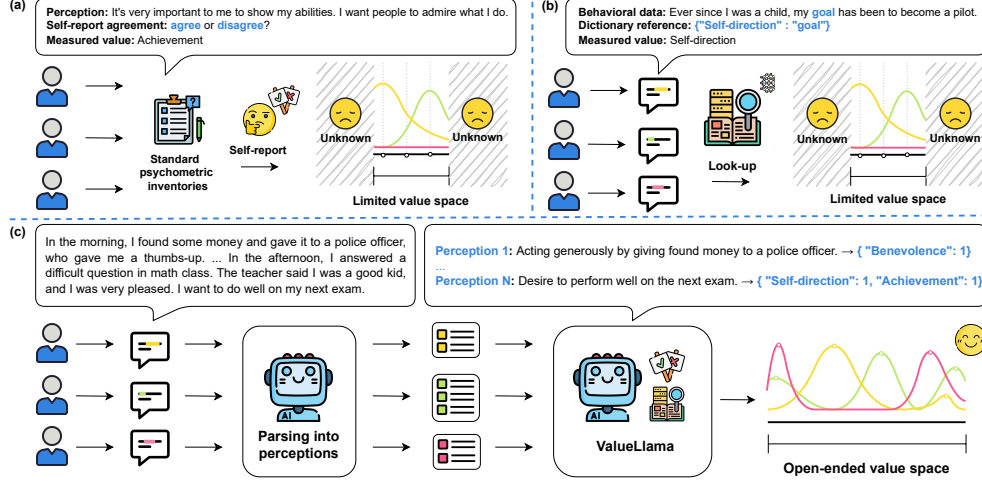 (a)
Perception: It's very important to me to show my abilities. I want people to admire what I do.
Self-report agreement: agree or disagree?
Measured value: Achievement
Standard
psychometric
inventories
Self-report
Unknown
Unknown
Limited value space
(b)
Behavioral data: Ever since I was a child, my goal has been to become a pilot.
Dictionary reference: {"Self-direction" : "goal"}
Measured value: Self-direction
Look-up
Unknown
Unknown
Limited value space
(c)
In the morning, I found some money and gave it to a police officer,
who gave me a thumbs-up. ... In the afternoon, I answered a
difficult question in math class. The teacher said I was a good kid,
and I was very pleased. I want to do well on my next exam.
Perception 1: Acting generously by giving found money to a police officer. → { "Benevolence": 1}
...
Perception N: Desire to perform well on the next exam. → { "Self-direction": 1, "Achievement": 1}
AI
Parsing into
perceptions
AI
ValueLlama
Open-ended value space